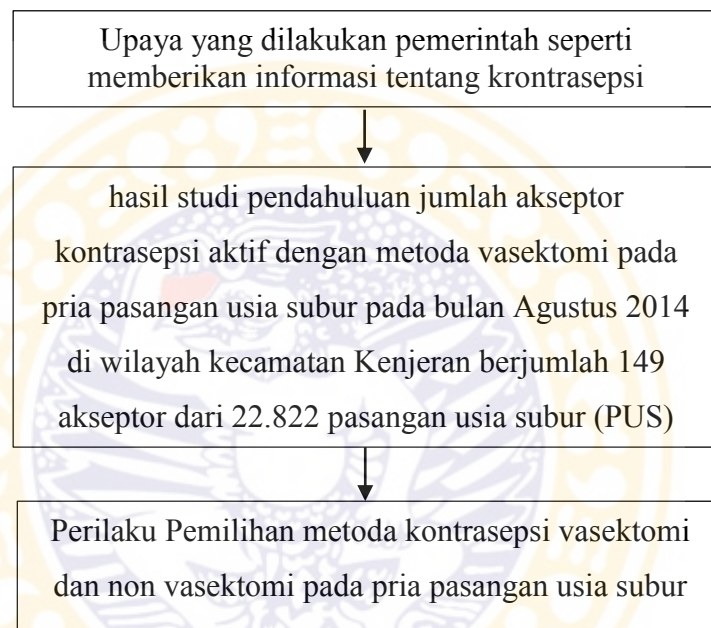 Upaya yang dilakukan pemerintah seperti
memberikan informasi tentang krontrasepsi
hasil studi pendahuluan jumlah akseptor
kontrasepsi aktif dengan metoda vasektomi pada
pria pasangan usia subur pada bulan Agustus 2014
di wilayah kecamatan Kenjeran berjumlah 149
akseptor dari 22.822 pasangan usia subur (PUS)
Perilaku Pemilihan metoda kontrasepsi vasektomi
dan non vasektomi pada pria pasangan usia subur